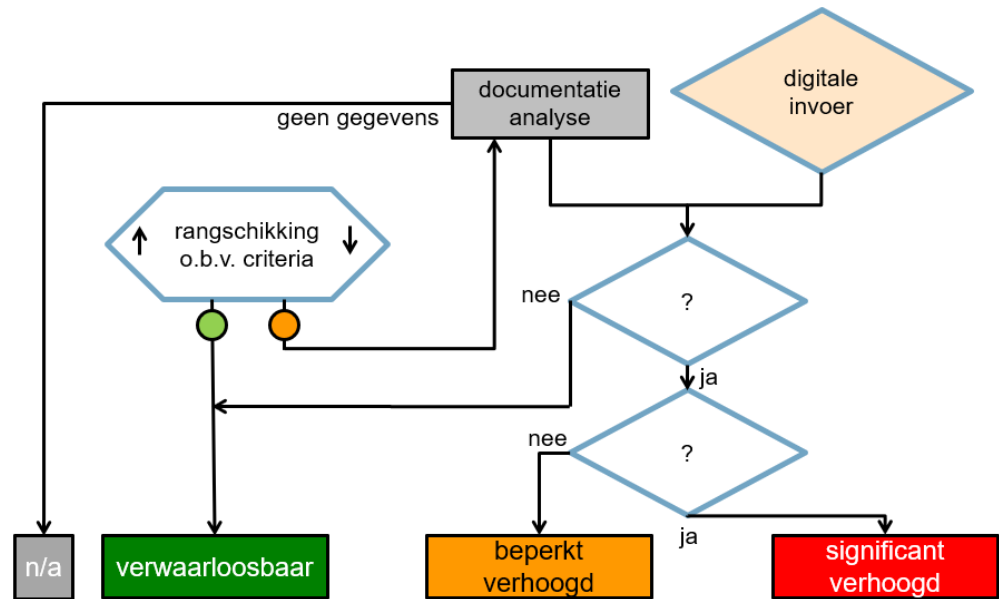 documentatie
analyse
digitale
invoer
geen gegevens
rangschikking
o.b.v. criteria
nee
?
ja
nee
?
ja
n/a
verwaarloosbaar
beperkt
verhoogd
significant
verhoogd